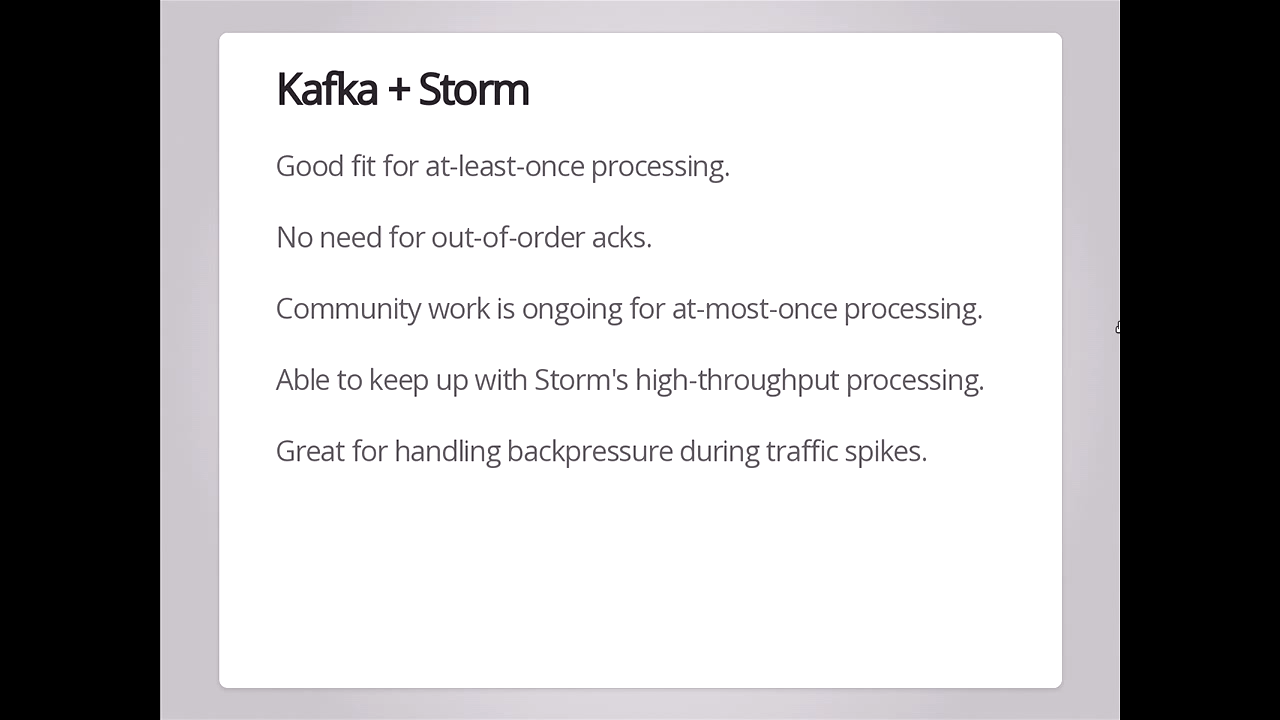 Kafka + Storm
Good fit for at-least-once processing.
No need for out-of-order acks.
Community work is ongoing for at-most-once processing.
Able to keep up with Storm's high-throughput processing.
Great for handling backpressure during traffic spikes.